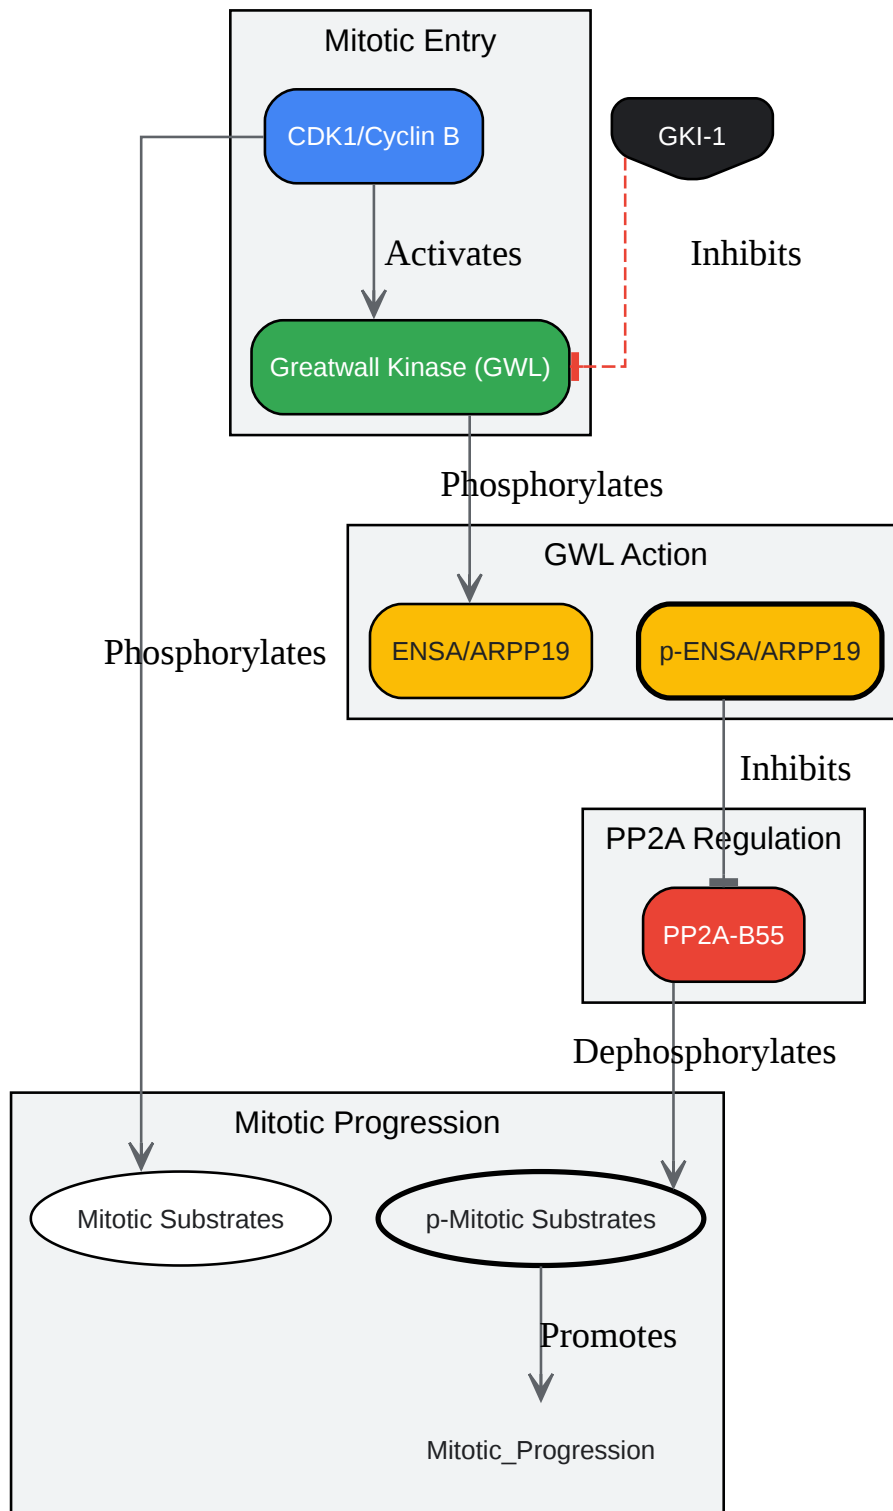 Mitotic Entry
CDK1/Cyclin B
GKI-1
Activates
Inhibits
Greatwall Kinase (GWL)
Phosphorylates
GWL Action
Phosphorylates
ENSA/ARPP19
p-ENSA/ARPP19
Inhibits
PP2A Regulation
PP2A-B55
Dephosphorylates
Mitotic Progression
Mitotic Substrates
p-Mitotic Substrates
Promotes
Mitotic_Progression